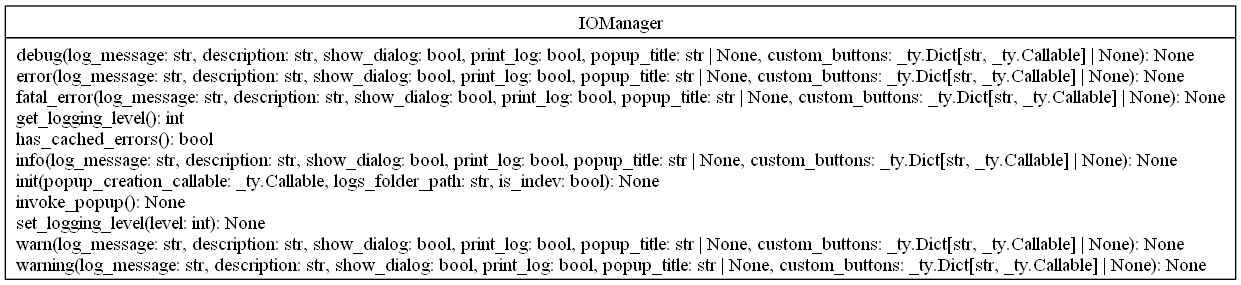 IOManager
debug(log_message: str, description: str, show_dialog: bool, print_log: bool, popup_title: str | None, custom_buttons: _ty.Dict[str, _ty.Callable] | None): None
error(log_message: str, description: str, show_dialog: bool, print_log: bool, popup_title: str | None, custom_buttons: _ty.Dict[str, _ty.Callable] | None): None
fatal_error(log_message: str, description: str, show_dialog: bool, print_log: bool, popup_title: str | None, custom_buttons: _ty.Dict[str, _ty.Callable] | None): None
get_logging_level(): int
has_cached_errors(): bool
info(log_message: str, description: str, show_dialog: bool, print_log: bool, popup_title: str | None, custom_buttons: _ty.Dict[str, _ty.Callable] | None): None
init(popup_creation_callable: _ty.Callable, logs_folder_path: str, is_indev: bool): None
invoke_popup(): None
set_logging_level(level: int): None
warn(log_message: str, description: str, show_dialog: bool, print_log: bool, popup_title: str | None, custom_buttons: _ty.Dict[str, _ty.Callable] | None): None
warning(log_message: str, description: str, show_dialog: bool, print_log: bool, popup_title: str | None, custom_buttons: _ty.Dict[str, _ty.Callable] | None): None